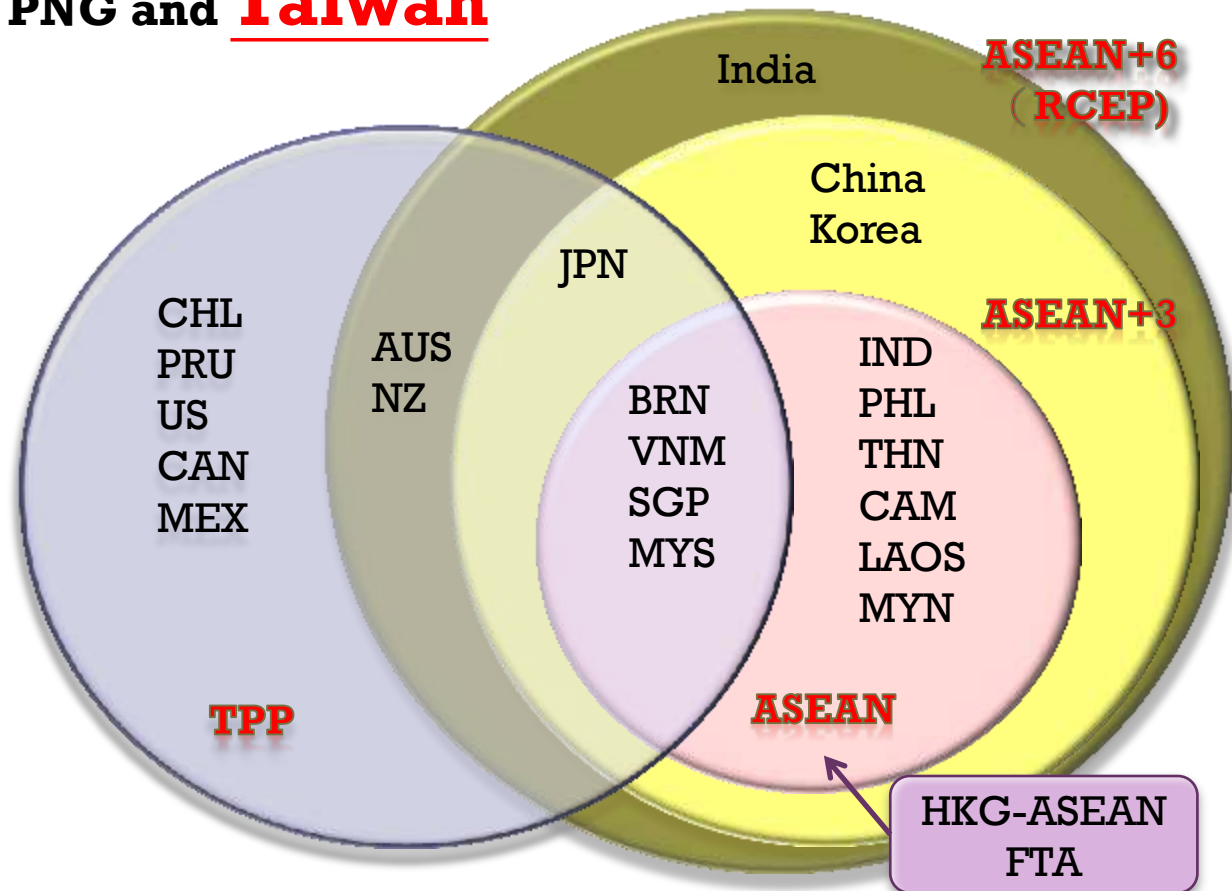 PNG and Taiwan
India
ASEAN+6
（RCEP)
China
Korea
JPN
ASEAN+3
CHL
PRU
US
CAN
MEX
AUS
NZ
BRN
VNM
SGP
MYS
IND
PHL
THN
CAM
LAOS
MYN
TPP
ASEAN
HKG-ASEAN
FTA